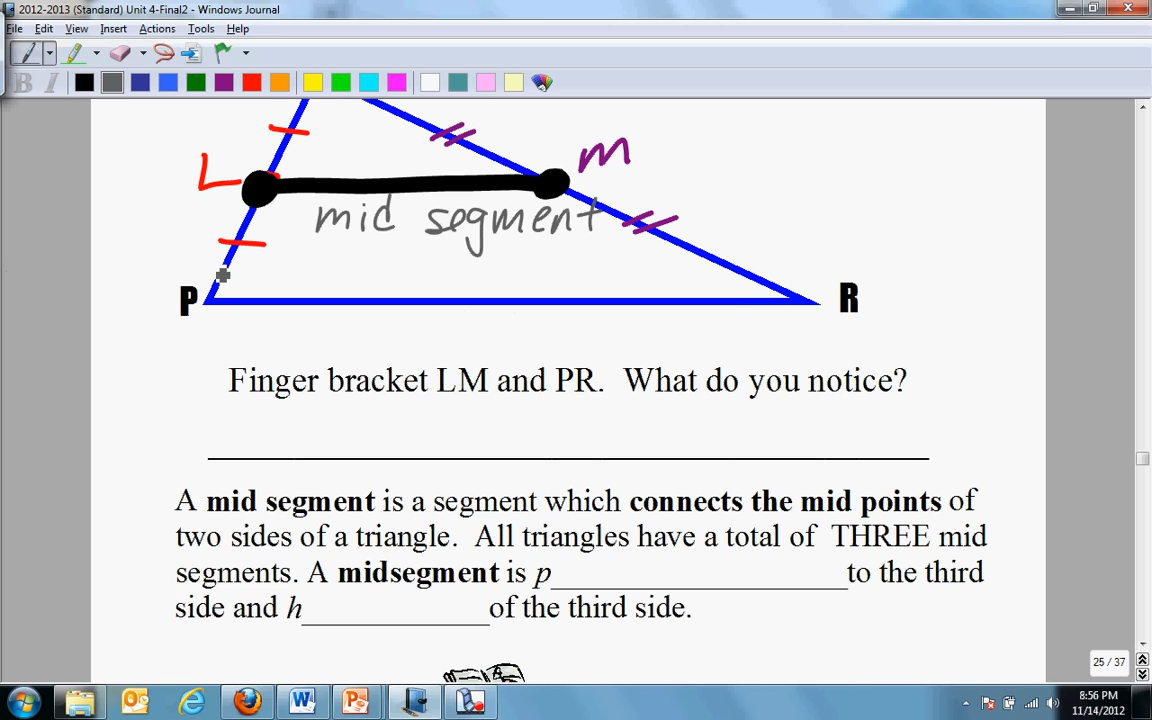 2012-2013 (Standard) Unit 4-Final2 - Windows Journal
File Edit View Insert Actions Tools Help
B I
M
L
mid segment
P
R
Finger bracket LM and PR. What do you notice?
A mid segment is a segment which connects the mid points of
two sides of a triangle. All triangles have a total of THREE mid
segments. A midsegment is p____________________to the third
side and h_____________of the third side.
25 / 37
8:56 PM
11/14/2012